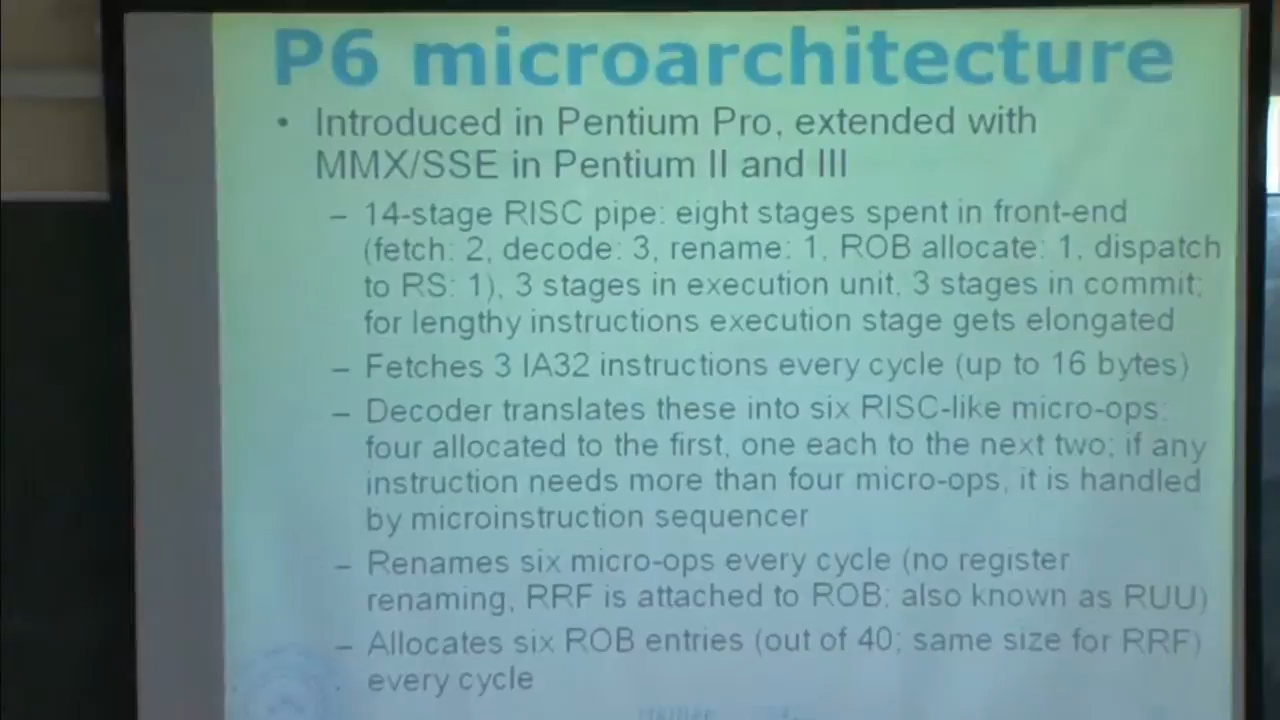 P6 microarchitecture
• Introduced in Pentium Pro, extended with
MMX/SSE in Pentium II and III
– 14-stage RISC pipe: eight stages spent in front-end
(fetch: 2, decode: 3, rename: 1, ROB allocate: 1, dispatch
to RS: 1), 3 stages in execution unit, 3 stages in commit;
for lengthy instructions execution stage gets elongated
– Fetches 3 IA32 instructions every cycle (up to 16 bytes)
– Decoder translates these into six RISC-like micro-ops:
four allocated to the first, one each to the next two; if any
instruction needs more than four micro-ops, it is handled
by microinstruction sequencer
– Renames six micro-ops every cycle (no register
renaming, RRF is attached to ROB; also known as RUU)
– Allocates six ROB entries (out of 40; same size for RRF)
every cycle